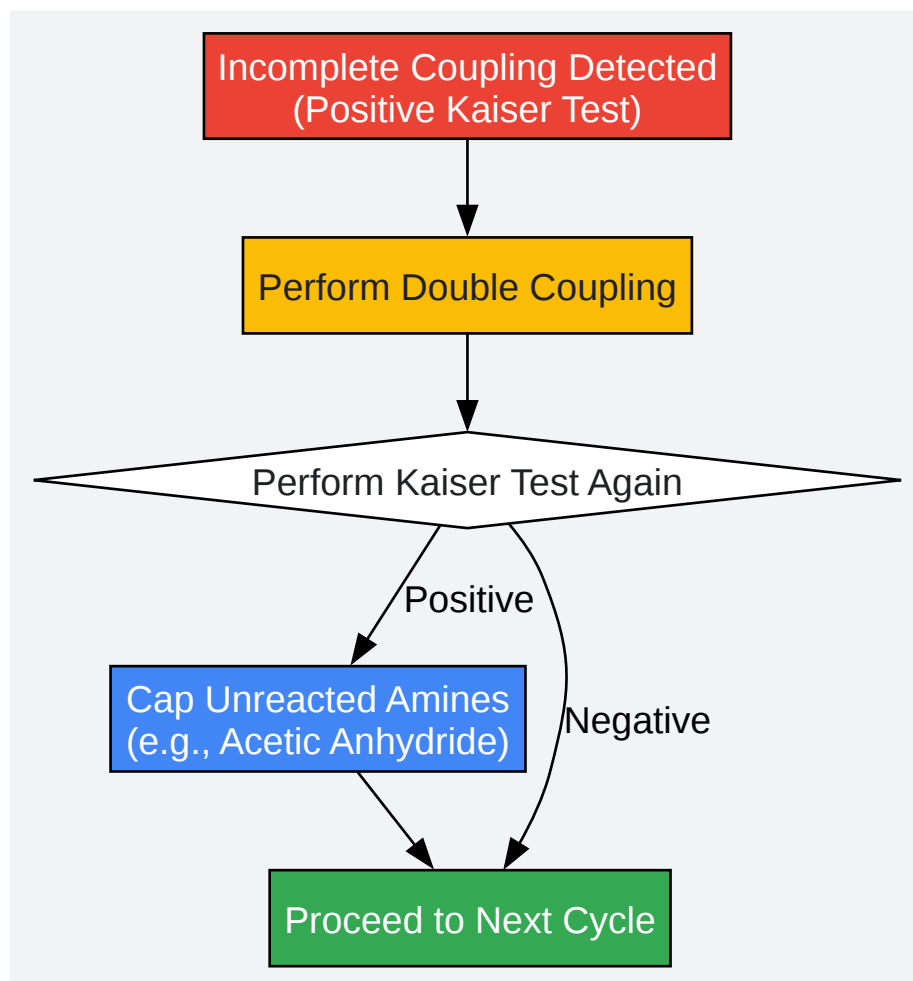 Incomplete Coupling Detected
(Positive Kaiser Test)
Perform Double Coupling
Perform Kaiser Test Again
Positive
Cap Unreacted Amines
(e.g., Acetic Anhydride)
Negative
Proceed to Next Cycle